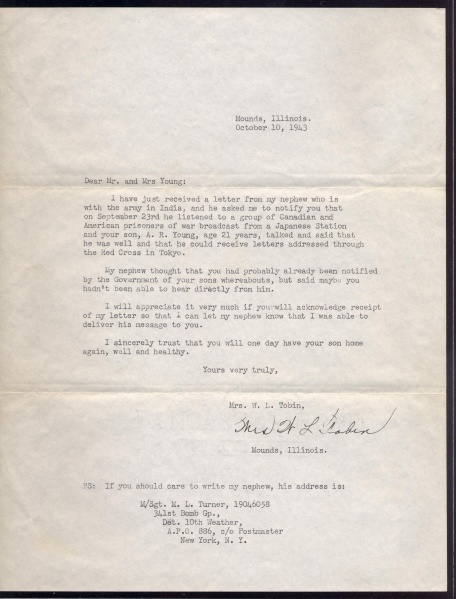 Mounds, Illinois.
October 10, 1943
Dear Mr. and Mrs Young:
I have just received a letter from my nephew who is
with the army in India, and he asked me to notify you that
on September 23rd he listened to a group of Canadian and
American prisoners of war broadcast from a Japanese Station
and your son, A. R. Young, age 21 years, talked and said that
he was well and that he could receive letters addressed through
the Red Cross in Tokyo.
My nephew thought that you had probably already been notified
by the Government of your sons whereabouts, but said maybe you
hadn't been able to hear directly from him.
I will appreciate it very much if you will acknowledge receipt
of my letter so that I can let my nephew know that I was able to
deliver his message to you.
I sincerely trust that you will one day have your son home
again, well and healthy.
Yours very truly,
Mrs. W. L. Tobin,
Mrs W L Tobin
Mounds, Illinois.
PS: If you should care to write my nephew, his address is:
M/Sgt. M. L. Turner, 19046058
341st Bomb Gp.,
Det. 10th Weather,
A.P.O. 886, c/o Postmaster
New York, N. Y.